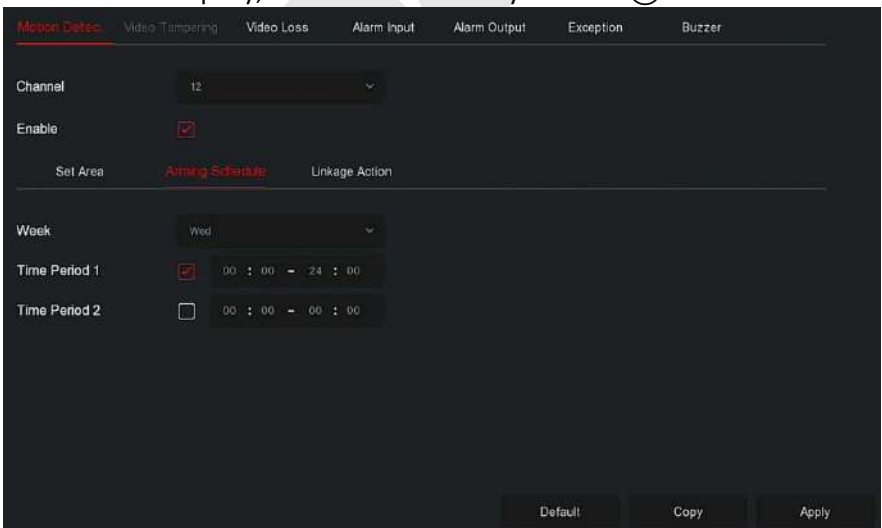 Motion Detec.. Video Tampering Video Loss Alarm Input Alarm Output Exception Buzzer
Channel 12
Enable
Set Area Arming Schedule Linkage Action
Week Wed
Time Period 1 00 : 00 - 24 : 00
Time Period 2 00 : 00 - 00 : 00
Default Copy Apply